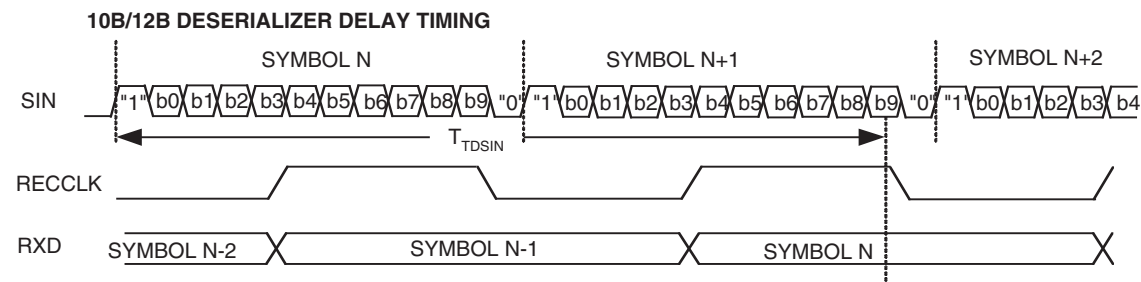 10B/12B DESERIALIZER DELAY TIMING
SYMBOL N SYMBOL N+1 SYMBOL N+2
SIN "1" b0 b1 b2 b3 b4 b5 b6 b7 b8 b9 "0" "1" b0 b1 b2 b3 b4 b5 b6 b7 b8 b9 "0" "1" b0 b1 b2 b3 b4
TTDSIN
RECCLK
RXD SYMBOL N-2 SYMBOL N-1 SYMBOL N